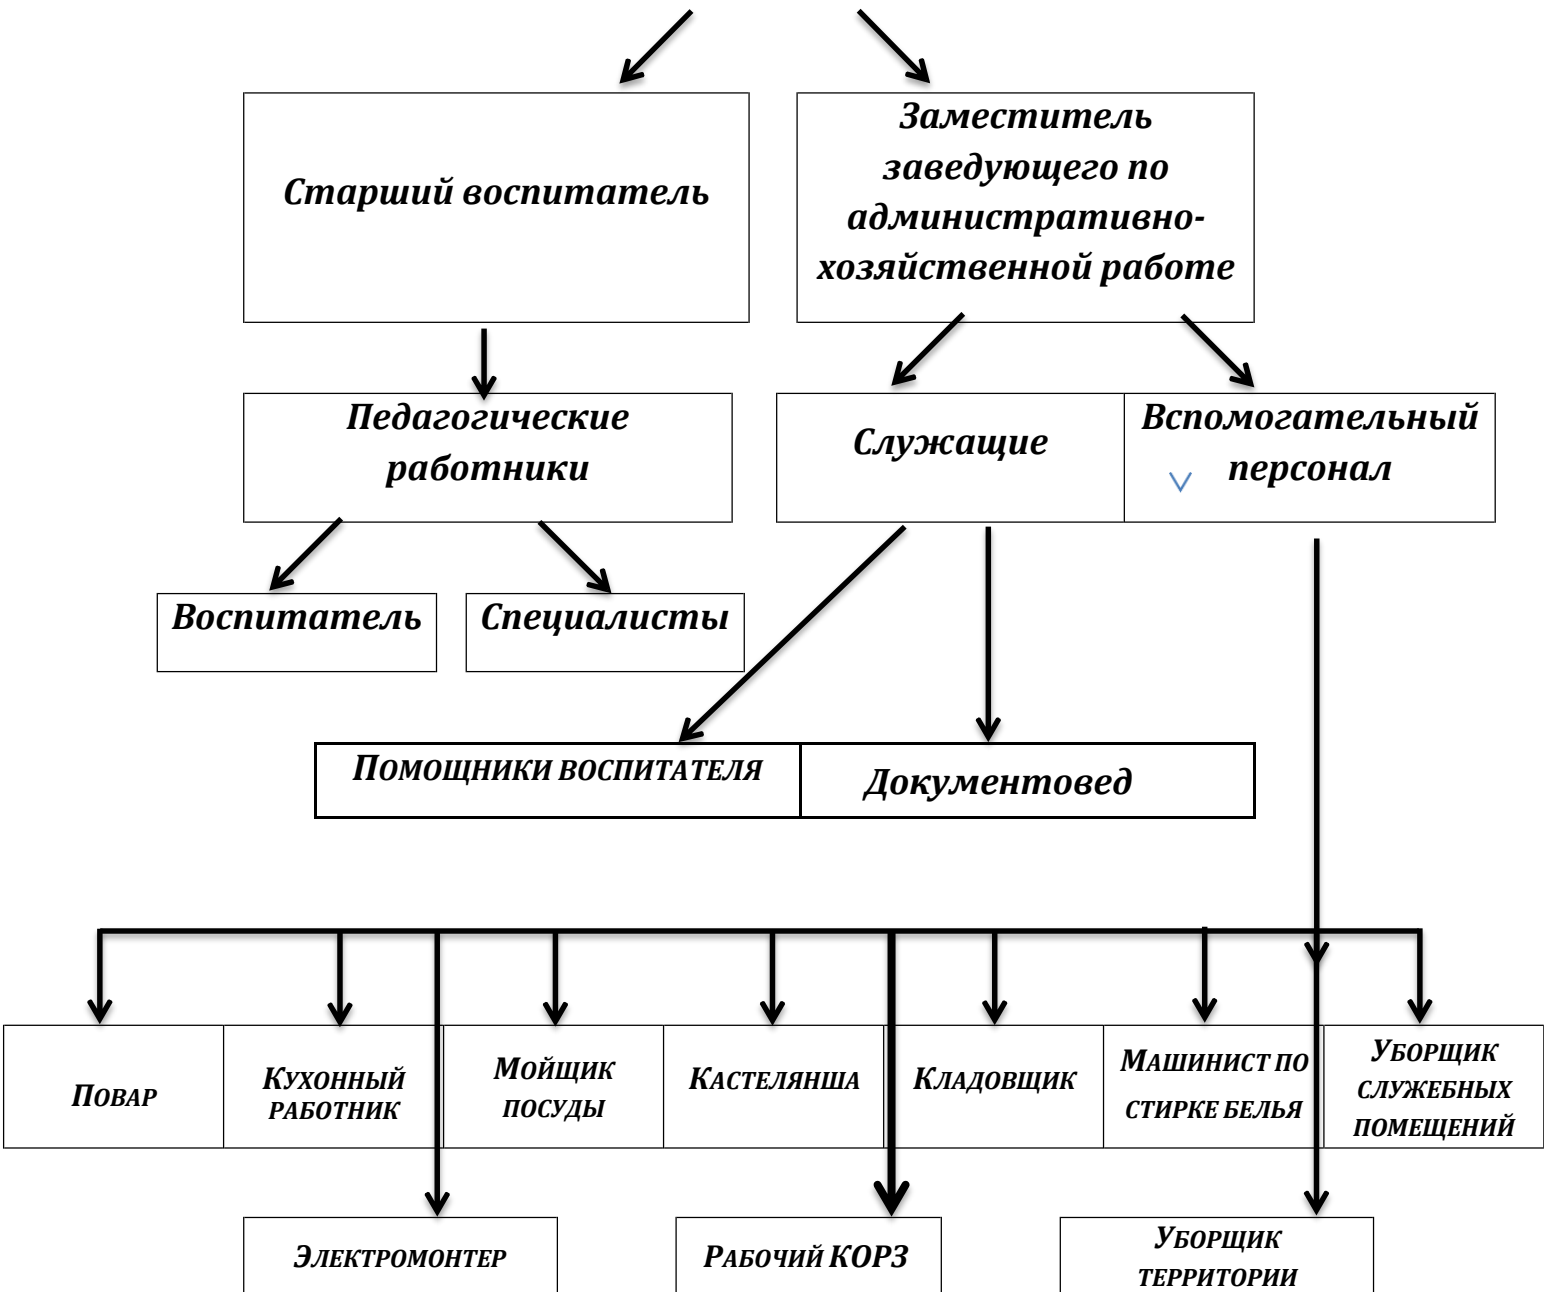 Старший воспитатель
Заместитель
заведующего по
административно-
хозяйственной работе
Педагогические
работники
Служащие
Вспомогательный
персонал
Воспитатель
Специалисты
ПОМОЩНИКИ ВОСПИТАТЕЛЯ
Документовед
ПОВАР
КУХОННЫЙ
РАБОТНИК
МОЙЩИК
ПОСУДЫ
КАСТЕЛЯНША
КЛАДОВЩИК
МАШИНИСТ ПО
СТИРКЕ БЕЛЬЯ
УБОРЩИК
СЛУЖЕБНЫХ
ПОМЕЩЕНИЙ
ЭЛЕКТРОМОНТЕР
РАБОЧИЙ КОРЗ
УБОРЩИК
ТЕРРИТОРИИ